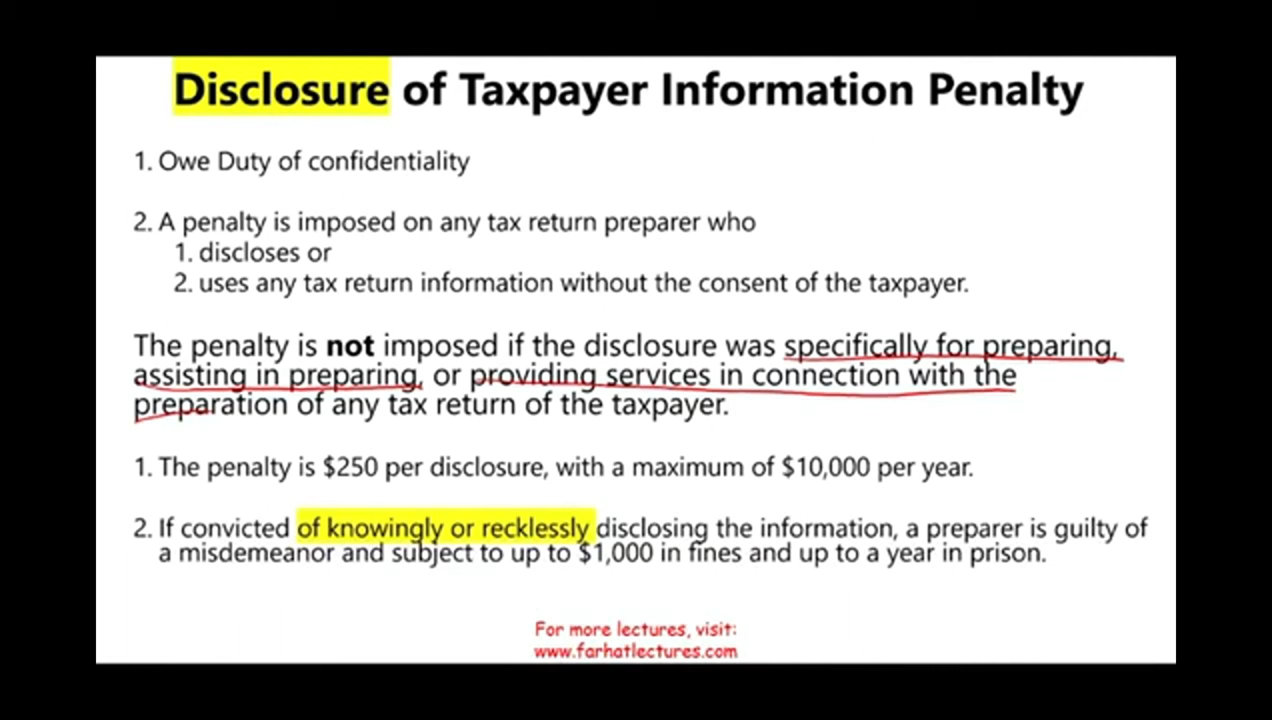 Disclosure of Taxpayer Information Penalty
1. Owe Duty of confidentiality
2. A penalty is imposed on any tax return preparer who
1. discloses or
2. uses any tax return information without the consent of the taxpayer.
The penalty is not imposed if the disclosure was specifically for preparing,
assisting in preparing, or providing services in connection with the
preparation of any tax return of the taxpayer.
1. The penalty is $250 per disclosure, with a maximum of $10,000 per year.
2. If convicted of knowingly or recklessly disclosing the information, a preparer is guilty of
a misdemeanor and subject to up to $1,000 in fines and up to a year in prison.
For more lectures, visit:
www.farhatlectures.com